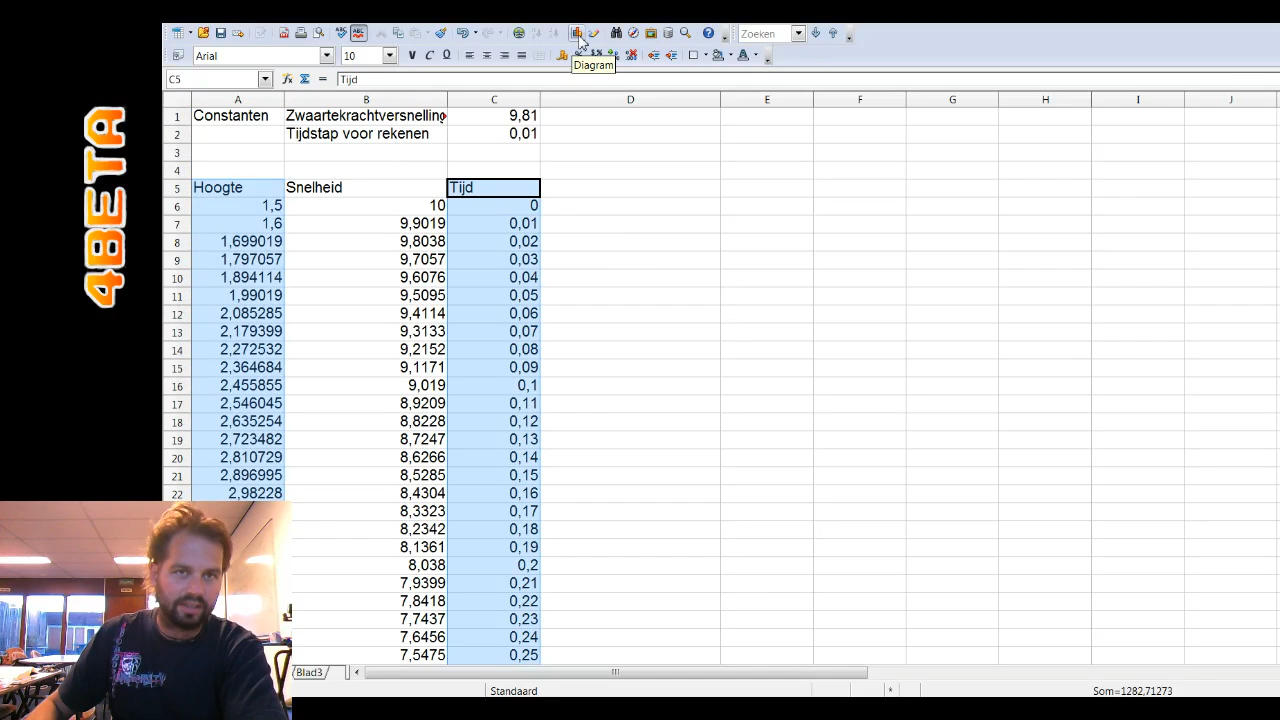 4BETA
Zoeken
Arial 10 V C O
Diagram
C5 = Tijd
A B C D E F G H I J
1 Constanten Zwaartekrachtversnelling 9,81
2 Tijdstap voor rekenen 0,01
3
4
5 Hoogte Snelheid Tijd
6 1,5 10 0
7 1,6 9,9019 0,01
8 1,699019 9,8038 0,02
9 1,797057 9,7057 0,03
10 1,894114 9,6076 0,04
11 1,99019 9,5095 0,05
12 2,085285 9,4114 0,06
13 2,179399 9,3133 0,07
14 2,272532 9,2152 0,08
15 2,364684 9,1171 0,09
16 2,455855 9,019 0,1
17 2,546045 8,9209 0,11
18 2,635254 8,8228 0,12
19 2,723482 8,7247 0,13
20 2,810729 8,6266 0,14
21 2,896995 8,5285 0,15
22 2,98228 8,4304 0,16
8,3323 0,17
8,2342 0,18
8,1361 0,19
8,038 0,2
7,9399 0,21
7,8418 0,22
7,7437 0,23
7,6456 0,24
7,5475 0,25
Blad3
Standaard * Som=1282,71273